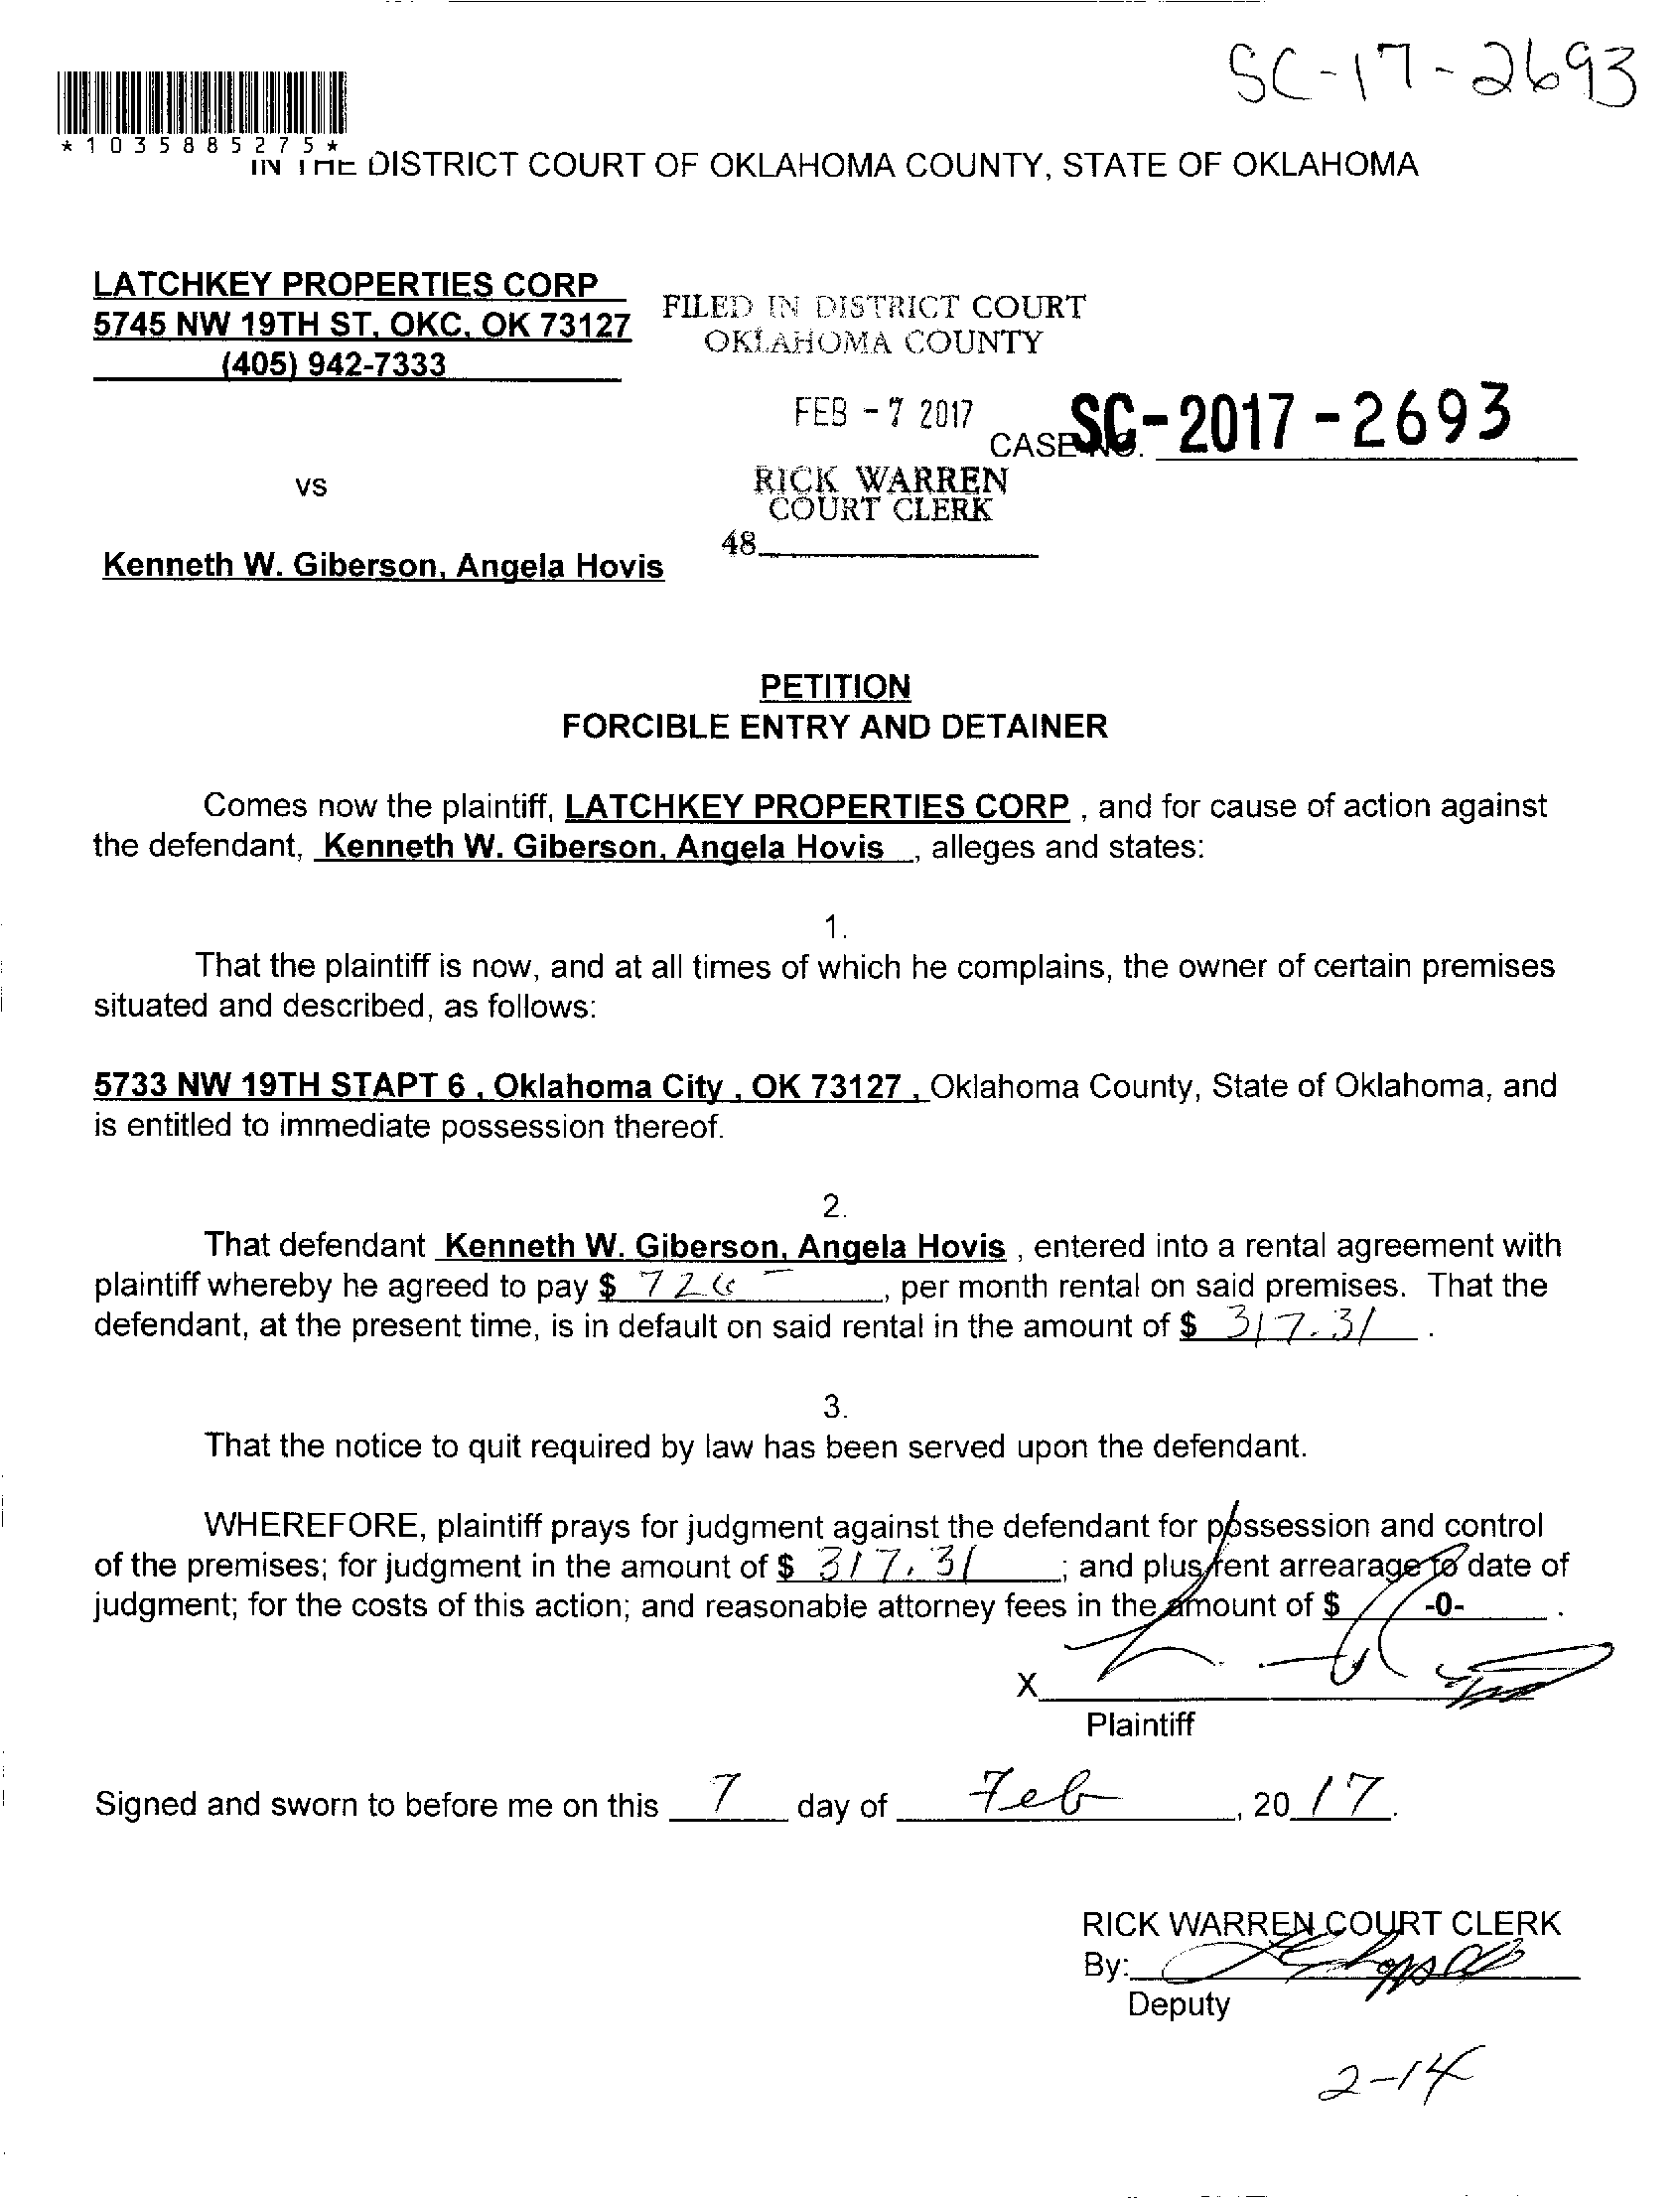 SC-17-2693
*1035885275*
IN THE DISTRICT COURT OF OKLAHOMA COUNTY, STATE OF OKLAHOMA
LATCHKEY PROPERTIES CORP
5745 NW 19TH ST, OKC, OK 73127
(405) 942-7333
FILED IN DISTRICT COURT
OKLAHOMA COUNTY
FEB - 7 2017
CASE NO. SC-2017-2693
RICK WARREN
COURT CLERK
48
vs
Kenneth W. Giberson, Angela Hovis
PETITION
FORCIBLE ENTRY AND DETAINER
Comes now the plaintiff, LATCHKEY PROPERTIES CORP , and for cause of action against
the defendant, Kenneth W. Giberson, Angela Hovis , alleges and states:
1.
That the plaintiff is now, and at all times of which he complains, the owner of certain premises
situated and described, as follows:
5733 NW 19TH STAPT 6 , Oklahoma City , OK 73127 , Oklahoma County, State of Oklahoma, and
is entitled to immediate possession thereof.
2.
That defendant Kenneth W. Giberson, Angela Hovis , entered into a rental agreement with
plaintiff whereby he agreed to pay $ , per month rental on said premises. That the
defendant, at the present time, is in default on said rental in the amount of $ 317.31 .
3.
That the notice to quit required by law has been served upon the defendant.
WHEREFORE, plaintiff prays for judgment against the defendant for possession and control
of the premises; for judgment in the amount of $ 317.31 ; and plus rent arrearage to date of
judgment; for the costs of this action; and reasonable attorney fees in the amount of $ -0- .
X
Plaintiff
Signed and sworn to before me on this 7 day of Feb , 20 17.
RICK WARREN COURT CLERK
By:
Deputy
2-14